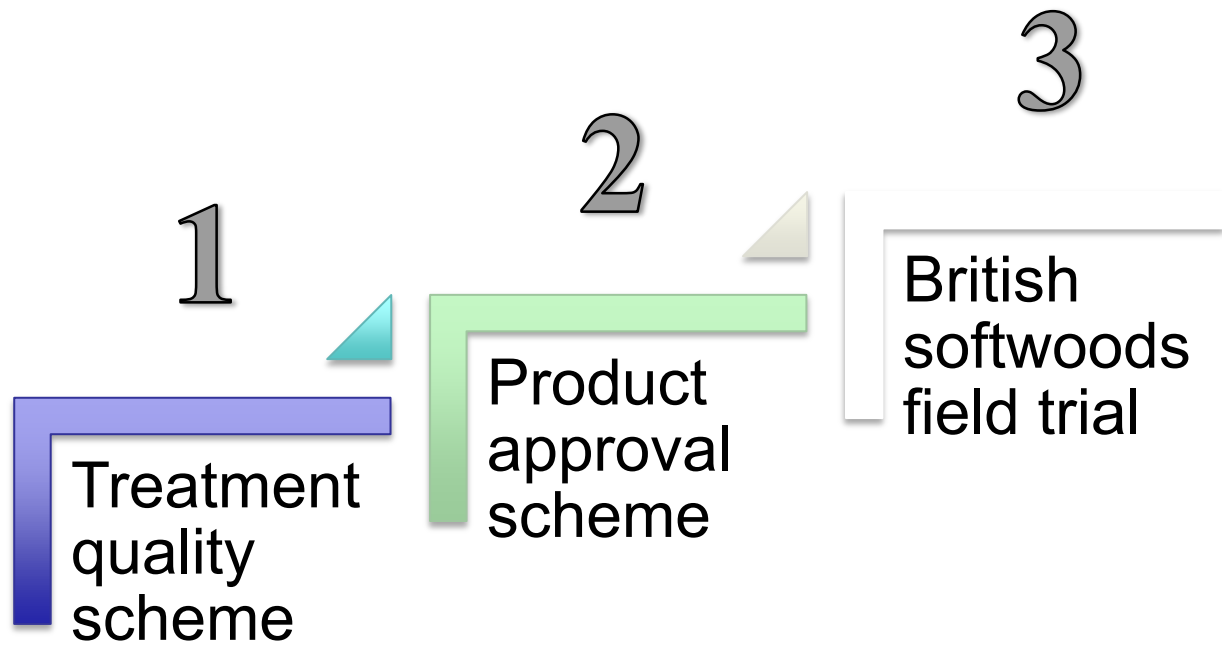 1
Treatment
quality
scheme
2
Product
approval
scheme
3
British
softwoods
field trial